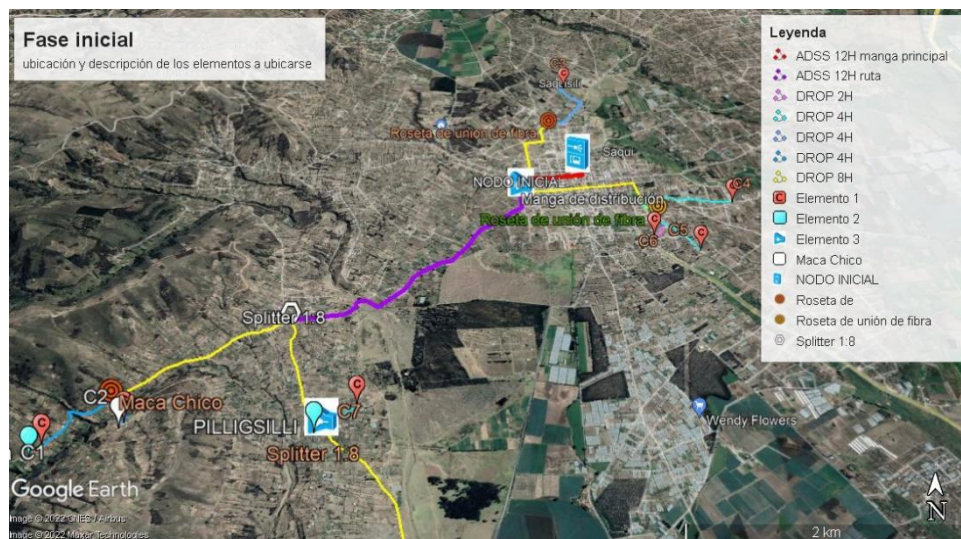 Fase inicial
ubicación y descripción de los elementos a ubicarse
Leyenda
ADSS 12H manga principal
ADSS 12H ruta
DROP 2H
DROP 4H
DROP 4H
DROP 4H
DROP 8H
Elemento 1
Elemento 2
Elemento 3
Maca Chico
NODO INICIAL
Roseta de
Roseta de unión de fibra
Splitter 1:8
C3
Saquisilí
Roseta de unión de fibra
Saqui
NODO INICIAL
C4
Manga de distribución
Roseta de unión de fibra
C5
C6
Splitter 1:8
C2
Maca Chico
C7
PILLIGSILLI
Wendy Flowers
C1
Splitter 1:8
Google Earth
N
Image © 2022 CNES / Airbus
Image © 2022 Maxar Technologies
2 km